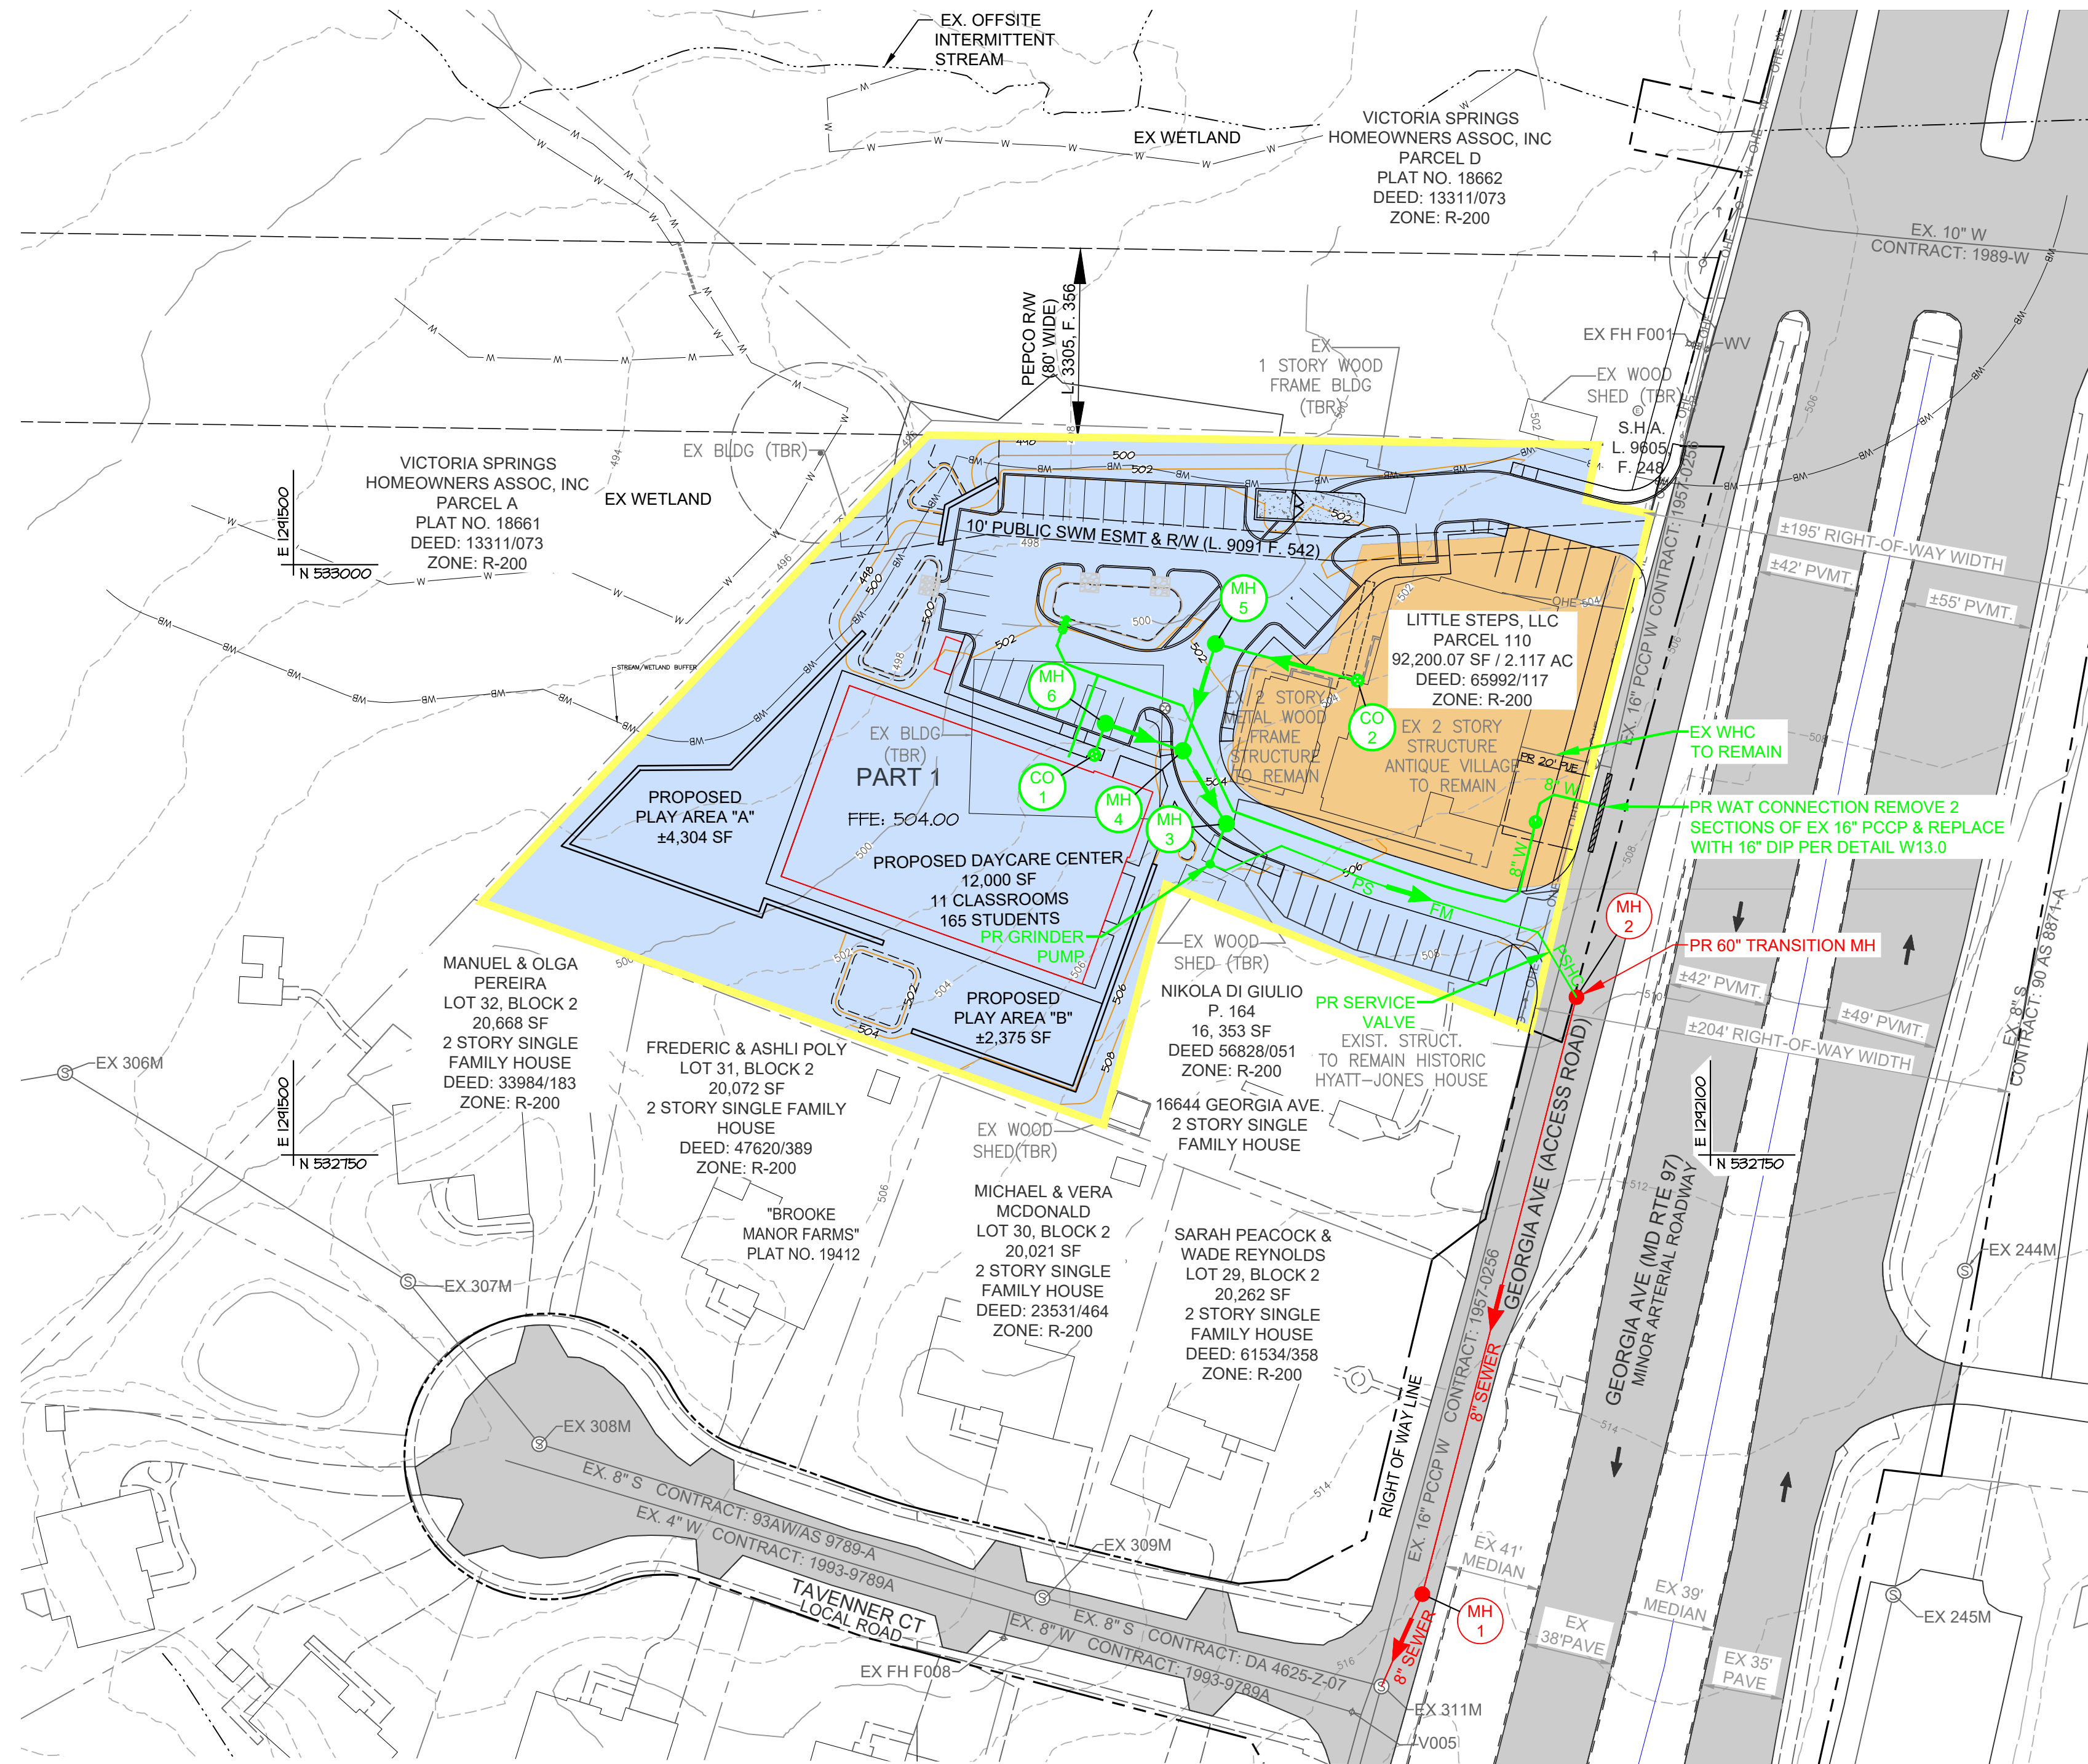 EX. OFFSITE
INTERMITTENT
STREAM
EX WETLAND
VICTORIA SPRINGS
HOMEOWNERS ASSOC, INC
PARCEL D
PLAT NO. 18662
DEED: 13311/073
ZONE: R-200
EX. 10" W
CONTRACT: 1989-W
PEPCO R/W
(80' WIDE)
L. 3305, F. 356
EX
1 STORY WOOD
FRAME BLDG
(TBR)
EX FH F001
WV
EX WOOD
SHED (TBR)
S.H.A.
L. 9605,
F. 248
EX BLDG (TBR)
VICTORIA SPRINGS
HOMEOWNERS ASSOC, INC
PARCEL A
PLAT NO. 18661
DEED: 13311/073
ZONE: R-200
EX WETLAND
E 1291500
N 533000
10' PUBLIC SWM ESMT & R/W (L. 9091 F. 542)
±195' RIGHT-OF-WAY WIDTH
±42' PVMT.
±55' PVMT.
EX. 16" PCCP W CONTRACT: 1957-0256
MH
5
LITTLE STEPS, LLC
PARCEL 110
92,200.07 SF / 2.117 AC
DEED: 65992/117
ZONE: R-200
STREAM/WETLAND BUFFER
MH
6
CO
2
EX 2 STORY
METAL WOOD
FRAME
STRUCTURE
TO REMAIN
EX 2 STORY
STRUCTURE
ANTIQUE VILLAGE
TO REMAIN
PR 20' PUE
EX WHC
TO REMAIN
EX BLDG
(TBR)
PART 1
CO
1
MH
4
MH
3
8" W
8" W
PR WAT CONNECTION REMOVE 2
SECTIONS OF EX 16" PCCP & REPLACE
WITH 16" DIP PER DETAIL W13.0
PROPOSED
PLAY AREA "A"
±4,304 SF
FFE: 504.00
PROPOSED DAYCARE CENTER
12,000 SF
11 CLASSROOMS
165 STUDENTS
PR GRINDER
PUMP
PS
FM
PSHC
MH
2
PR 60" TRANSITION MH
EX WOOD
SHED (TBR)
MANUEL & OLGA
PEREIRA
LOT 32, BLOCK 2
20,668 SF
2 STORY SINGLE
FAMILY HOUSE
DEED: 33984/183
ZONE: R-200
PROPOSED
PLAY AREA "B"
±2,375 SF
NIKOLA DI GIULIO
P. 164
16, 353 SF
DEED 56828/051
ZONE: R-200
PR SERVICE
VALVE
EXIST. STRUCT.
TO REMAIN HISTORIC
HYATT-JONES HOUSE
±42' PVMT.
±49' PVMT.
±204' RIGHT-OF-WAY WIDTH
EX. 8" S
CONTRACT: 90 AS 8871-A
EX 306M
FREDERIC & ASHLI POLY
LOT 31, BLOCK 2
20,072 SF
2 STORY SINGLE FAMILY
HOUSE
DEED: 47620/389
ZONE: R-200
16644 GEORGIA AVE.
2 STORY SINGLE
FAMILY HOUSE
EX WOOD
SHED(TBR)
E 1291500
N 532750
E 1292100
N 532750
GEORGIA AVE (ACCESS ROAD)
GEORGIA AVE (MD RTE 97)
MINOR ARTERIAL ROADWAY
"BROOKE
MANOR FARMS"
PLAT NO. 19412
MICHAEL & VERA
MCDONALD
LOT 30, BLOCK 2
20,021 SF
2 STORY SINGLE
FAMILY HOUSE
DEED: 23531/464
ZONE: R-200
SARAH PEACOCK &
WADE REYNOLDS
LOT 29, BLOCK 2
20,262 SF
2 STORY SINGLE
FAMILY HOUSE
DEED: 61534/358
ZONE: R-200
EX 244M
EX 307M
8" SEWER
RIGHT OF WAY LINE
EX. 16" PCCP W CONTRACT: 1957-0256
EX 308M
EX. 8" S CONTRACT: 93AW/AS 9789-A
EX. 4" W CONTRACT: 1993-9789A
EX 309M
TAVENNER CT
LOCAL ROAD
EX. 8" S CONTRACT: DA 4625-Z-07
EX. 8" W CONTRACT: 1993-9789A
EX FH F008
8" SEWER
MH
1
EX 41'
MEDIAN
EX 39'
MEDIAN
EX
38'PAVE
EX 35'
PAVE
EX 245M
EX 311M
V005